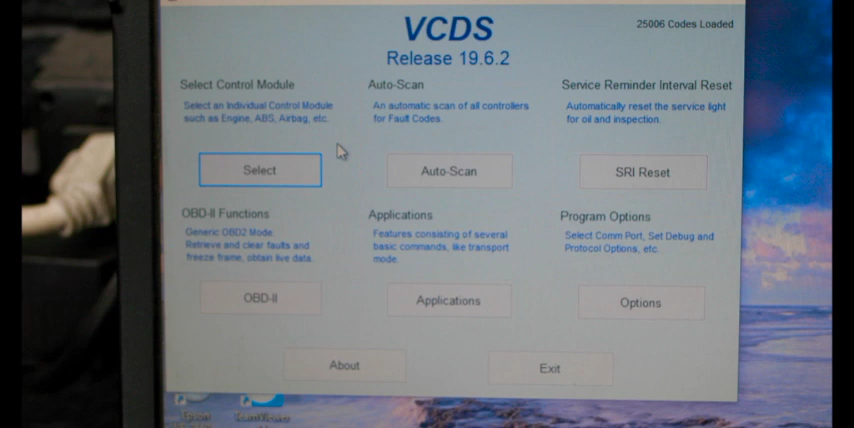 VCDS
Release 19.6.2
25006 Codes Loaded
Select Control Module
Select an Individual Control Module
such as Engine, ABS, Airbag, etc.
Select
Auto-Scan
An automatic scan of all controllers
for Fault Codes.
Auto-Scan
Service Reminder Interval Reset
Automatically reset the service light
for oil and inspection.
SRI Reset
OBD-II Functions
Generic OBD2 Mode.
Retrieve and clear faults and
freeze frame, obtain live data.
OBD-II
Applications
Features consisting of several
basic commands, like transport
mode.
Applications
Program Options
Select Comm Port, Set Debug and
Protocol Options, etc.
Options
About
Exit
Epson
TeamViewer